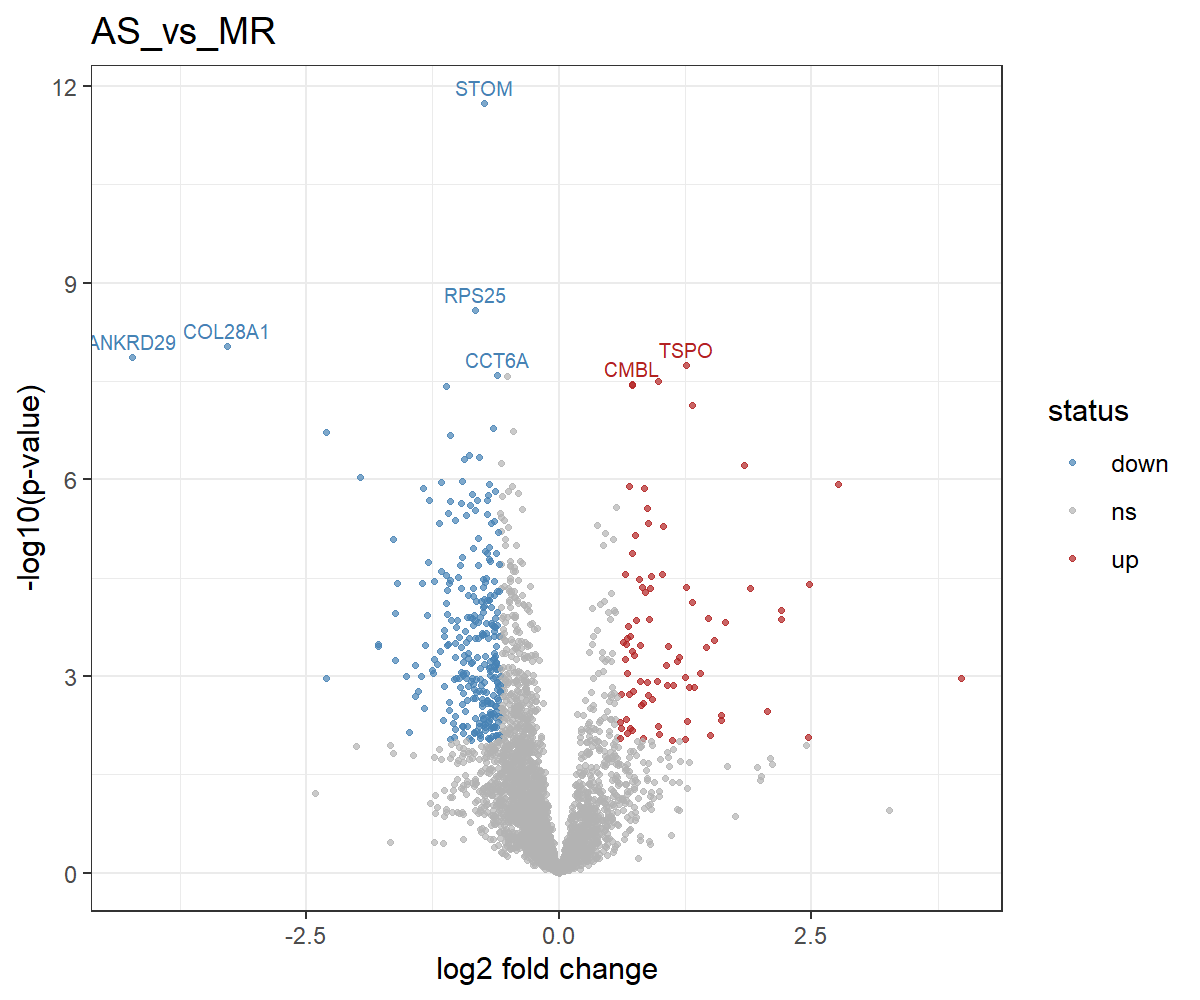 AS_vs_MR
12
9
6
3
0
-log10(p-value)
STOM
RPS25
ANKRD29
COL28A1
CCT6A
TSPO
CMBL
-2.5
0.0
2.5
log2 fold change
status
down
ns
up